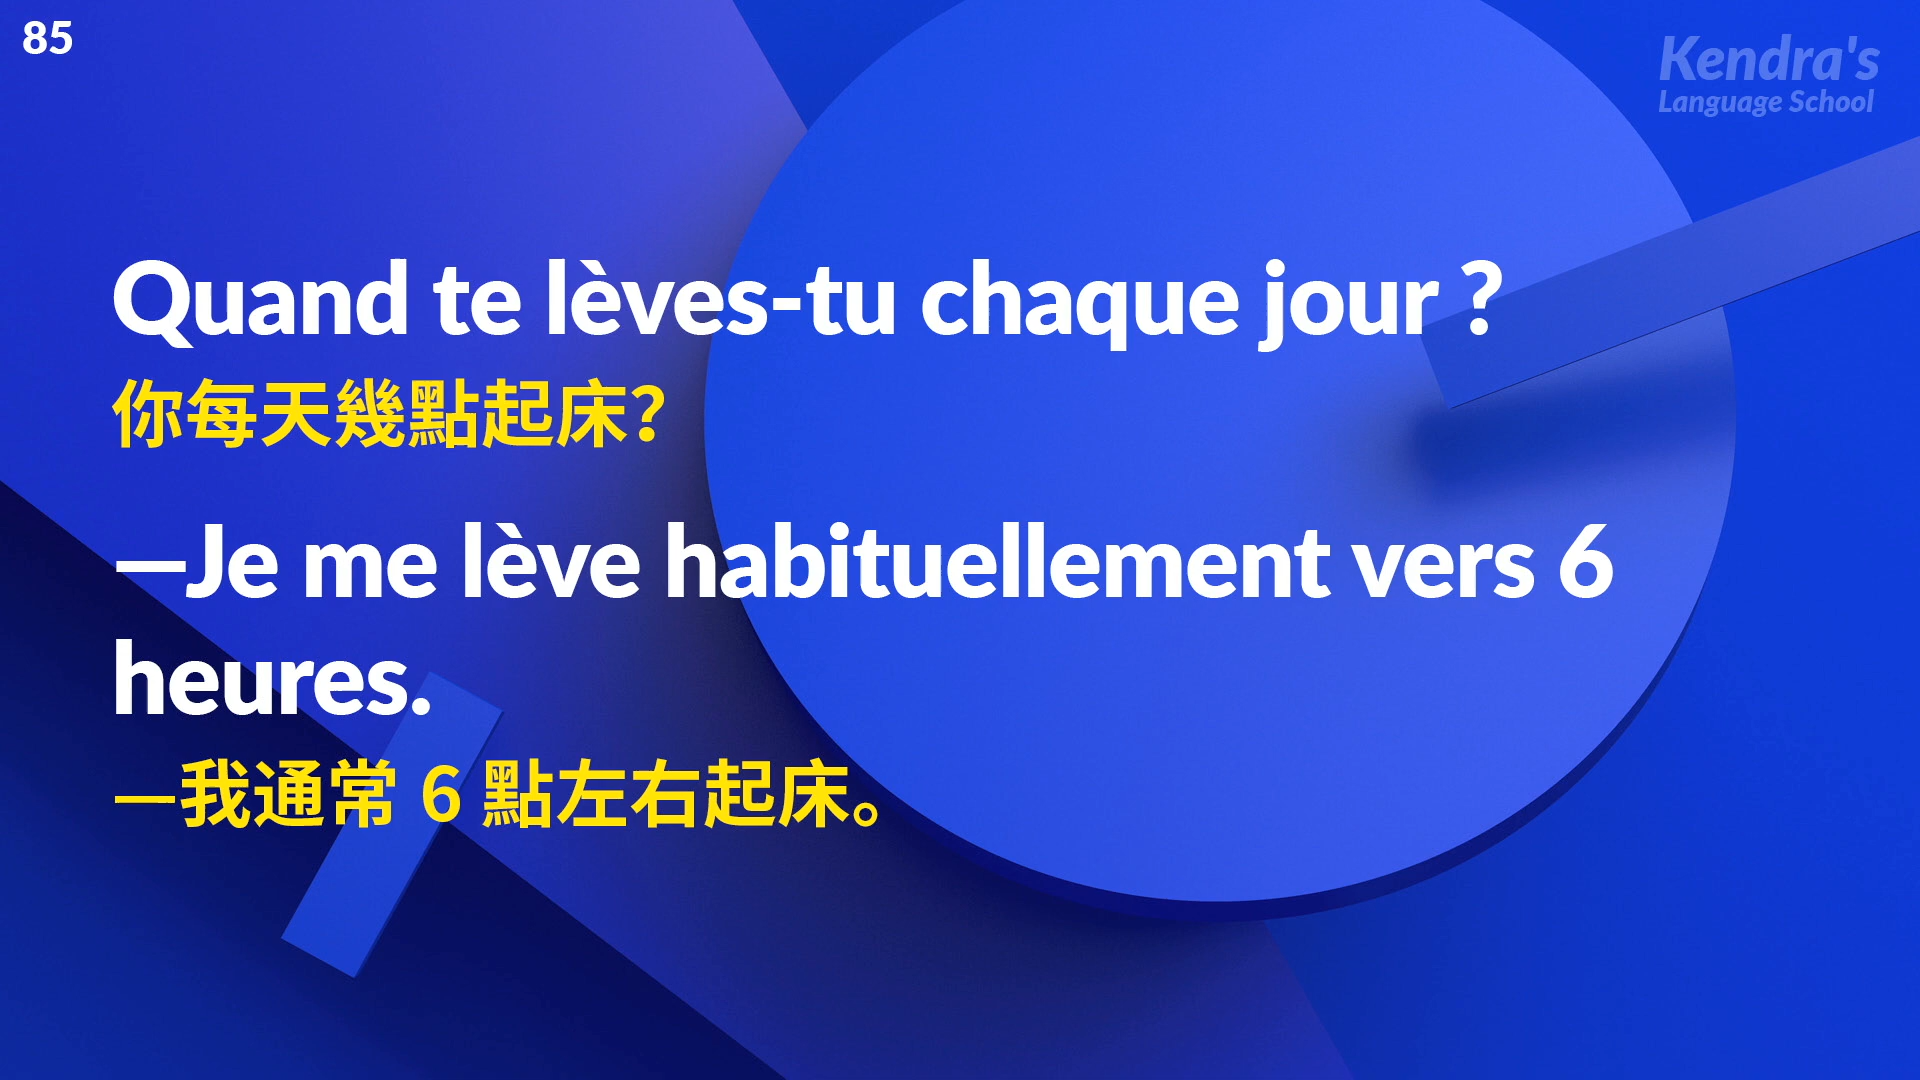 85
Kendra's
Language School
Quand te lèves-tu chaque jour ?
你每天幾點起床？
—Je me lève habituellement vers 6
heures.
—我通常 6 點左右起床。